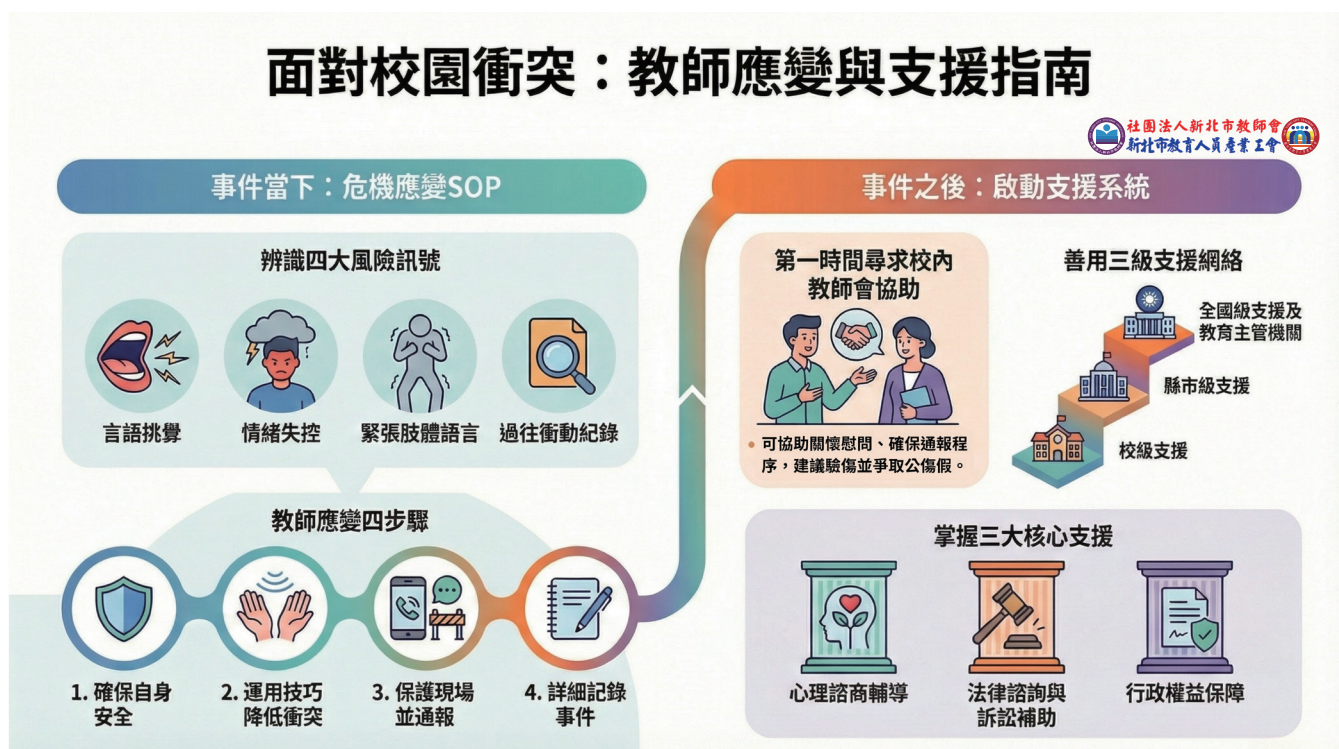 面對校園衝突：教師應變與支援指南
社團法人新北市教師會
新北市教育人員產業工會
事件當下：危機應變SOP
辨識四大風險訊號
言語挑釁
情緒失控
緊張肢體語言
過往衝動紀錄
教師應變四步驟
1. 確保自身
安全
2. 運用技巧
降低衝突
3. 保護現場
並通報
4. 詳細記錄
事件
事件之後：啟動支援系統
第一時間尋求校內
教師會協助
• 可協助關懷慰問、確保通報程
序，建議驗傷並爭取公傷假。
善用三級支援網絡
全國級支援及
教育主管機關
縣市級支援
校級支援
掌握三大核心支援
心理諮商輔導
法律諮詢與
訴訟補助
行政權益保障